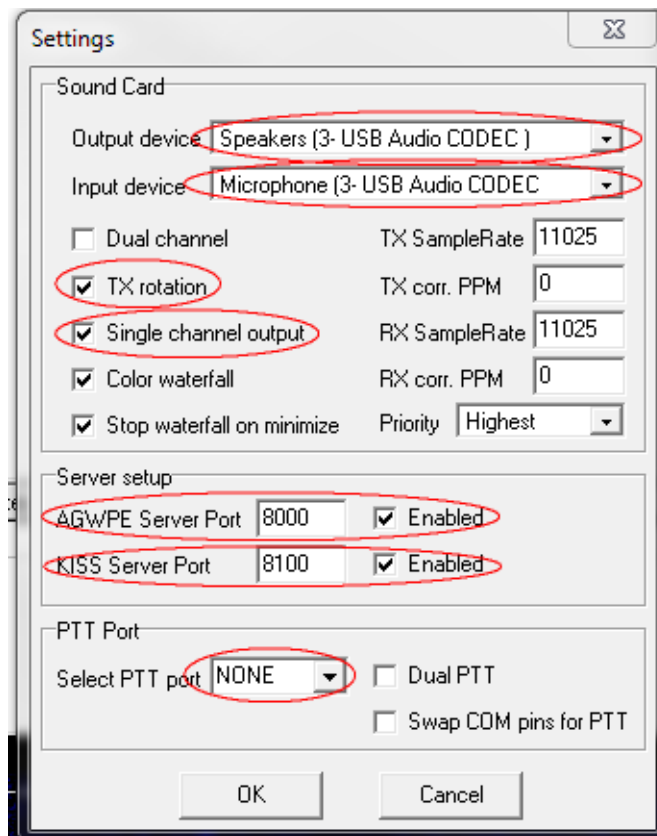 Settings
Sound Card
Output device Speakers (3- USB Audio CODEC )
Input device Microphone (3- USB Audio CODEC
Dual channel TX SampleRate 11025
TX rotation TX corr. PPM 0
Single channel output RX SampleRate 11025
Color waterfall RX corr. PPM 0
Stop waterfall on minimize Priority Highest
Server setup
AGWPE Server Port 8000 Enabled
KISS Server Port 8100 Enabled
PTT Port
Select PTT port NONE Dual PTT
Swap COM pins for PTT
OK Cancel